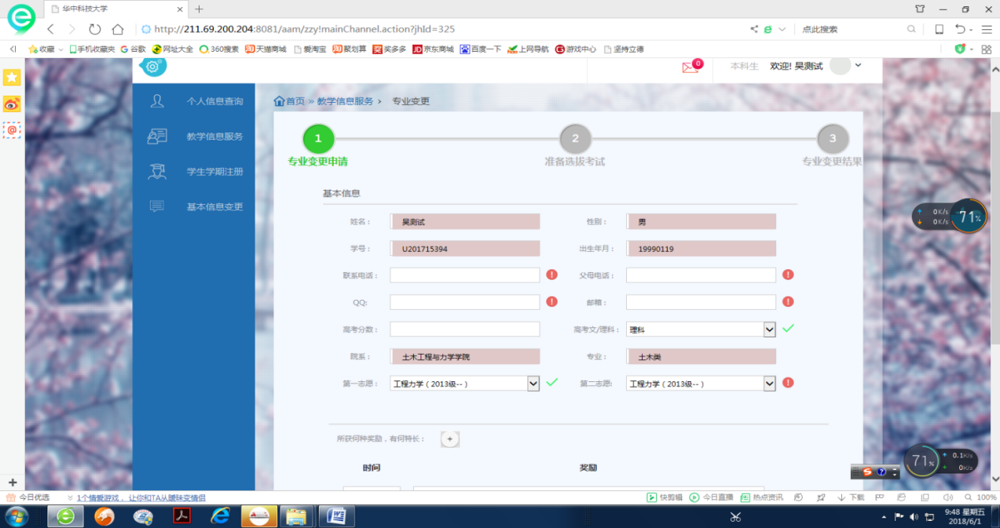 华中科技大学
http://211.69.200.204:8081/aam/zzy!mainChannel.action?jhId=325
点此搜索
收藏 手机收藏夹 谷歌 网址大全 360搜索 天猫商城 爱淘宝 聚划算 奖多多 京东商城 百度一下 上网导航 游戏中心 坚持立德
0 本科生 欢迎! 吴测试
个人信息查询
教学信息服务
学生学期注册
基本信息变更
首页 » 教学信息服务 › 专业变更
1 2 3
专业变更申请 准备选拔考试 专业变更结果
基本信息
姓名： 吴测试 性别： 男
学号： U201715394 出生年月： 19990119
联系电话： 父母电话：
QQ: 邮箱：
高考分数： 高考文/理科： 理科
院系： 土木工程与力学学院 专业： 土木类
第一志愿： 工程力学（2013级--） 第二志愿: 工程力学（2013级--）
所获何种奖励，有何特长： +
时间 奖励
0K/s
0K/s
71%
71%
0.1K/s
0K/s
今日优选 1个情爱游戏，让你和TA从暧昧变情侣
快剪辑 今日直播 热点资讯 下载 100%
9:48 星期五
2018/6/1